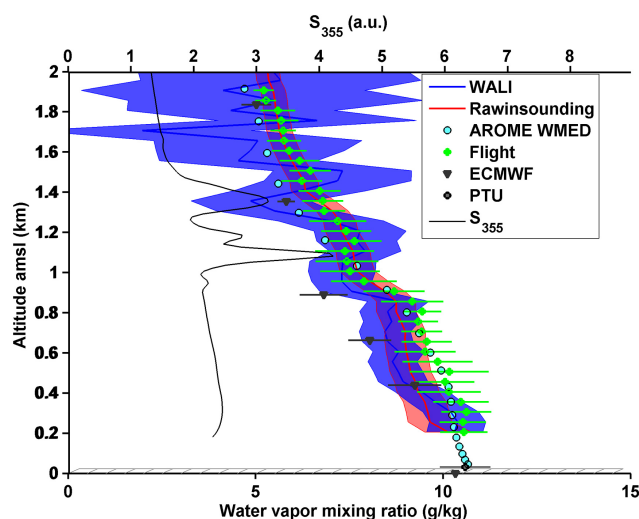 S355 (a.u.)
0 1 2 3 4 5 6 7 8
2
1.8
1.6
1.4
1.2
1
0.8
0.6
0.4
0.2
0
Altitude amsl (km)
WALI
Rawinsounding
AROME WMED
Flight
ECMWF
PTU
S355
0 5 10 15
Water vapor mixing ratio (g/kg)